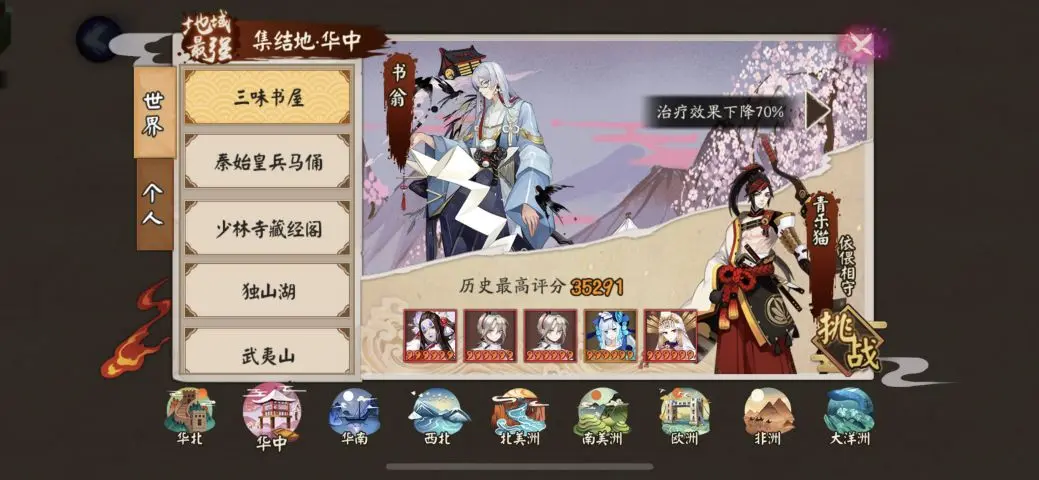 地域
最强
集结地·华中
世界
个人
三味书屋
秦始皇兵马俑
少林寺藏经阁
独山湖
武夷山
书翁
治疗效果下降70%
历史最高评分 35291
青乐猫
依偎相守
挑战
华北
华中
华南
西北
北美洲
南美洲
欧洲
非洲
大洋洲